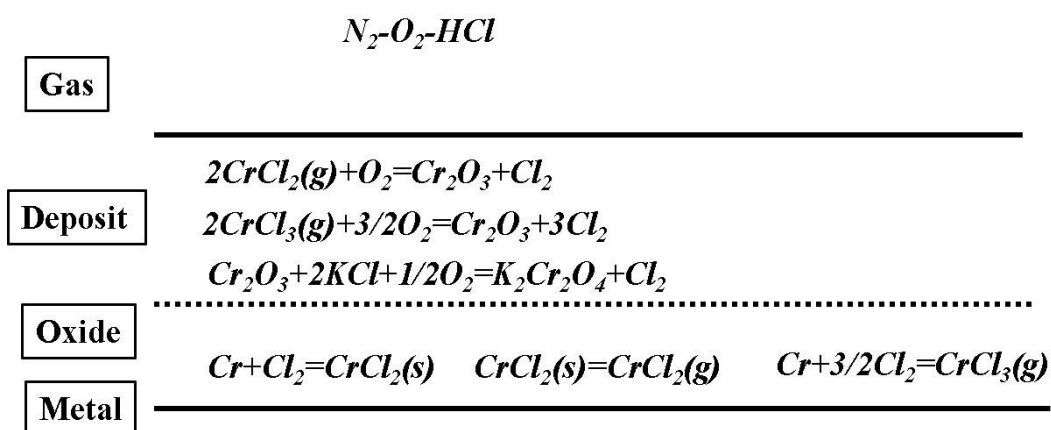 N₂-O₂-HCl
Gas
2CrCl₂(g)+O₂=Cr₂O₃+Cl₂
Deposit
2CrCl₃(g)+3/2O₂=Cr₂O₃+3Cl₂
Cr₂O₃+2KCl+1/2O₂=K₂Cr₂O₄+Cl₂
Oxide
Cr+Cl₂=CrCl₂(s) CrCl₂(s)=CrCl₂(g) Cr+3/2Cl₂=CrCl₃(g)
Metal